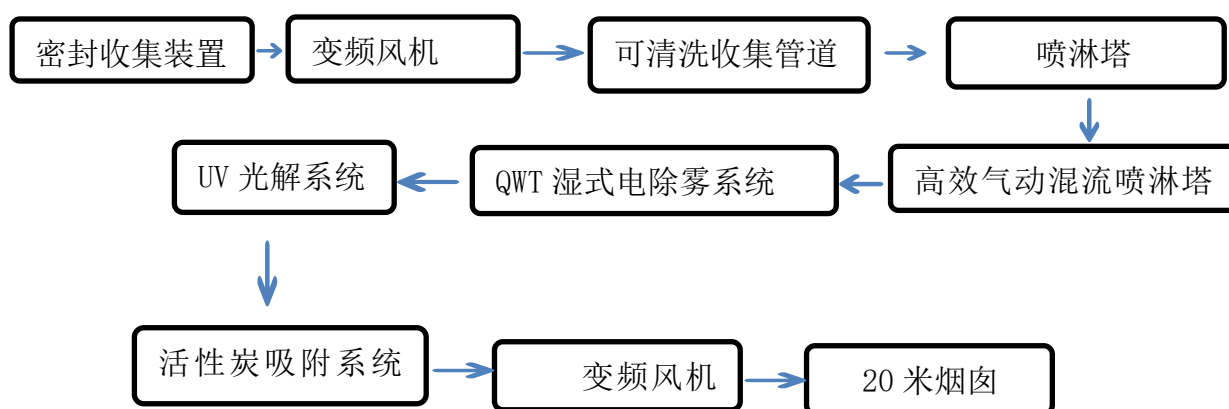 密封收集装置
变频风机
可清洗收集管道
喷淋塔
高效气动混流喷淋塔
QWT 湿式电除雾系统
UV 光解系统
活性炭吸附系统
变频风机
20 米烟囱